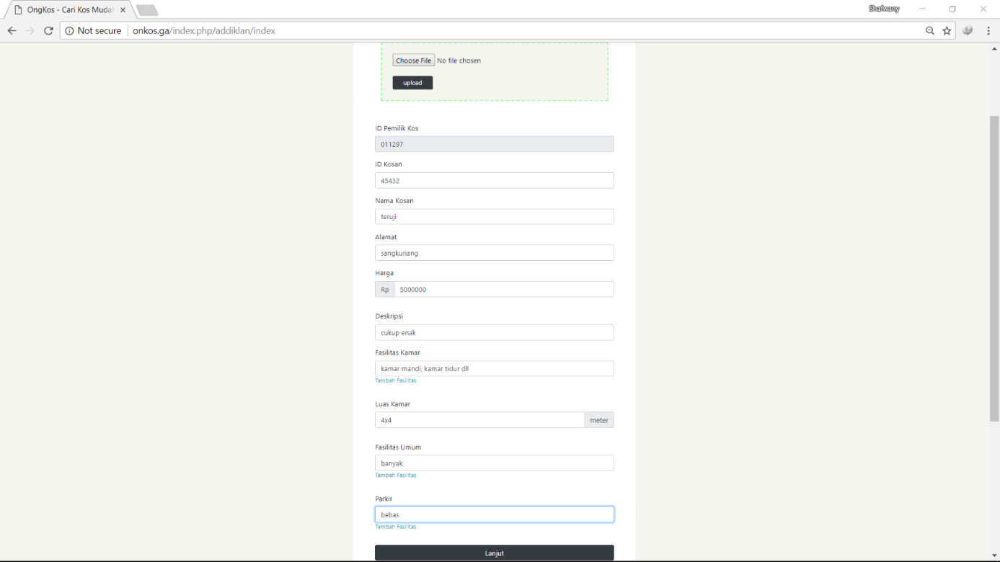 OngKos - Cari Kos Mudah
Shafwany
Not secure | onkos.ga/index.php/addiklan/index
Choose File No file chosen
upload
ID Pemilik Kos
011297
ID Kosan
45432
Nama Kosan
teruji
Alamat
sangkuriang
Harga
Rp 5000000
Deskripsi
cukup enak
Fasilitas Kamar
kamar mandi, kamar tidur dll
Tambah Fasilitas
Luas Kamar
4x4 meter
Fasilitas Umum
banyak
Tambah Fasilitas
Parkir
bebas
Tambah Fasilitas
Lanjut